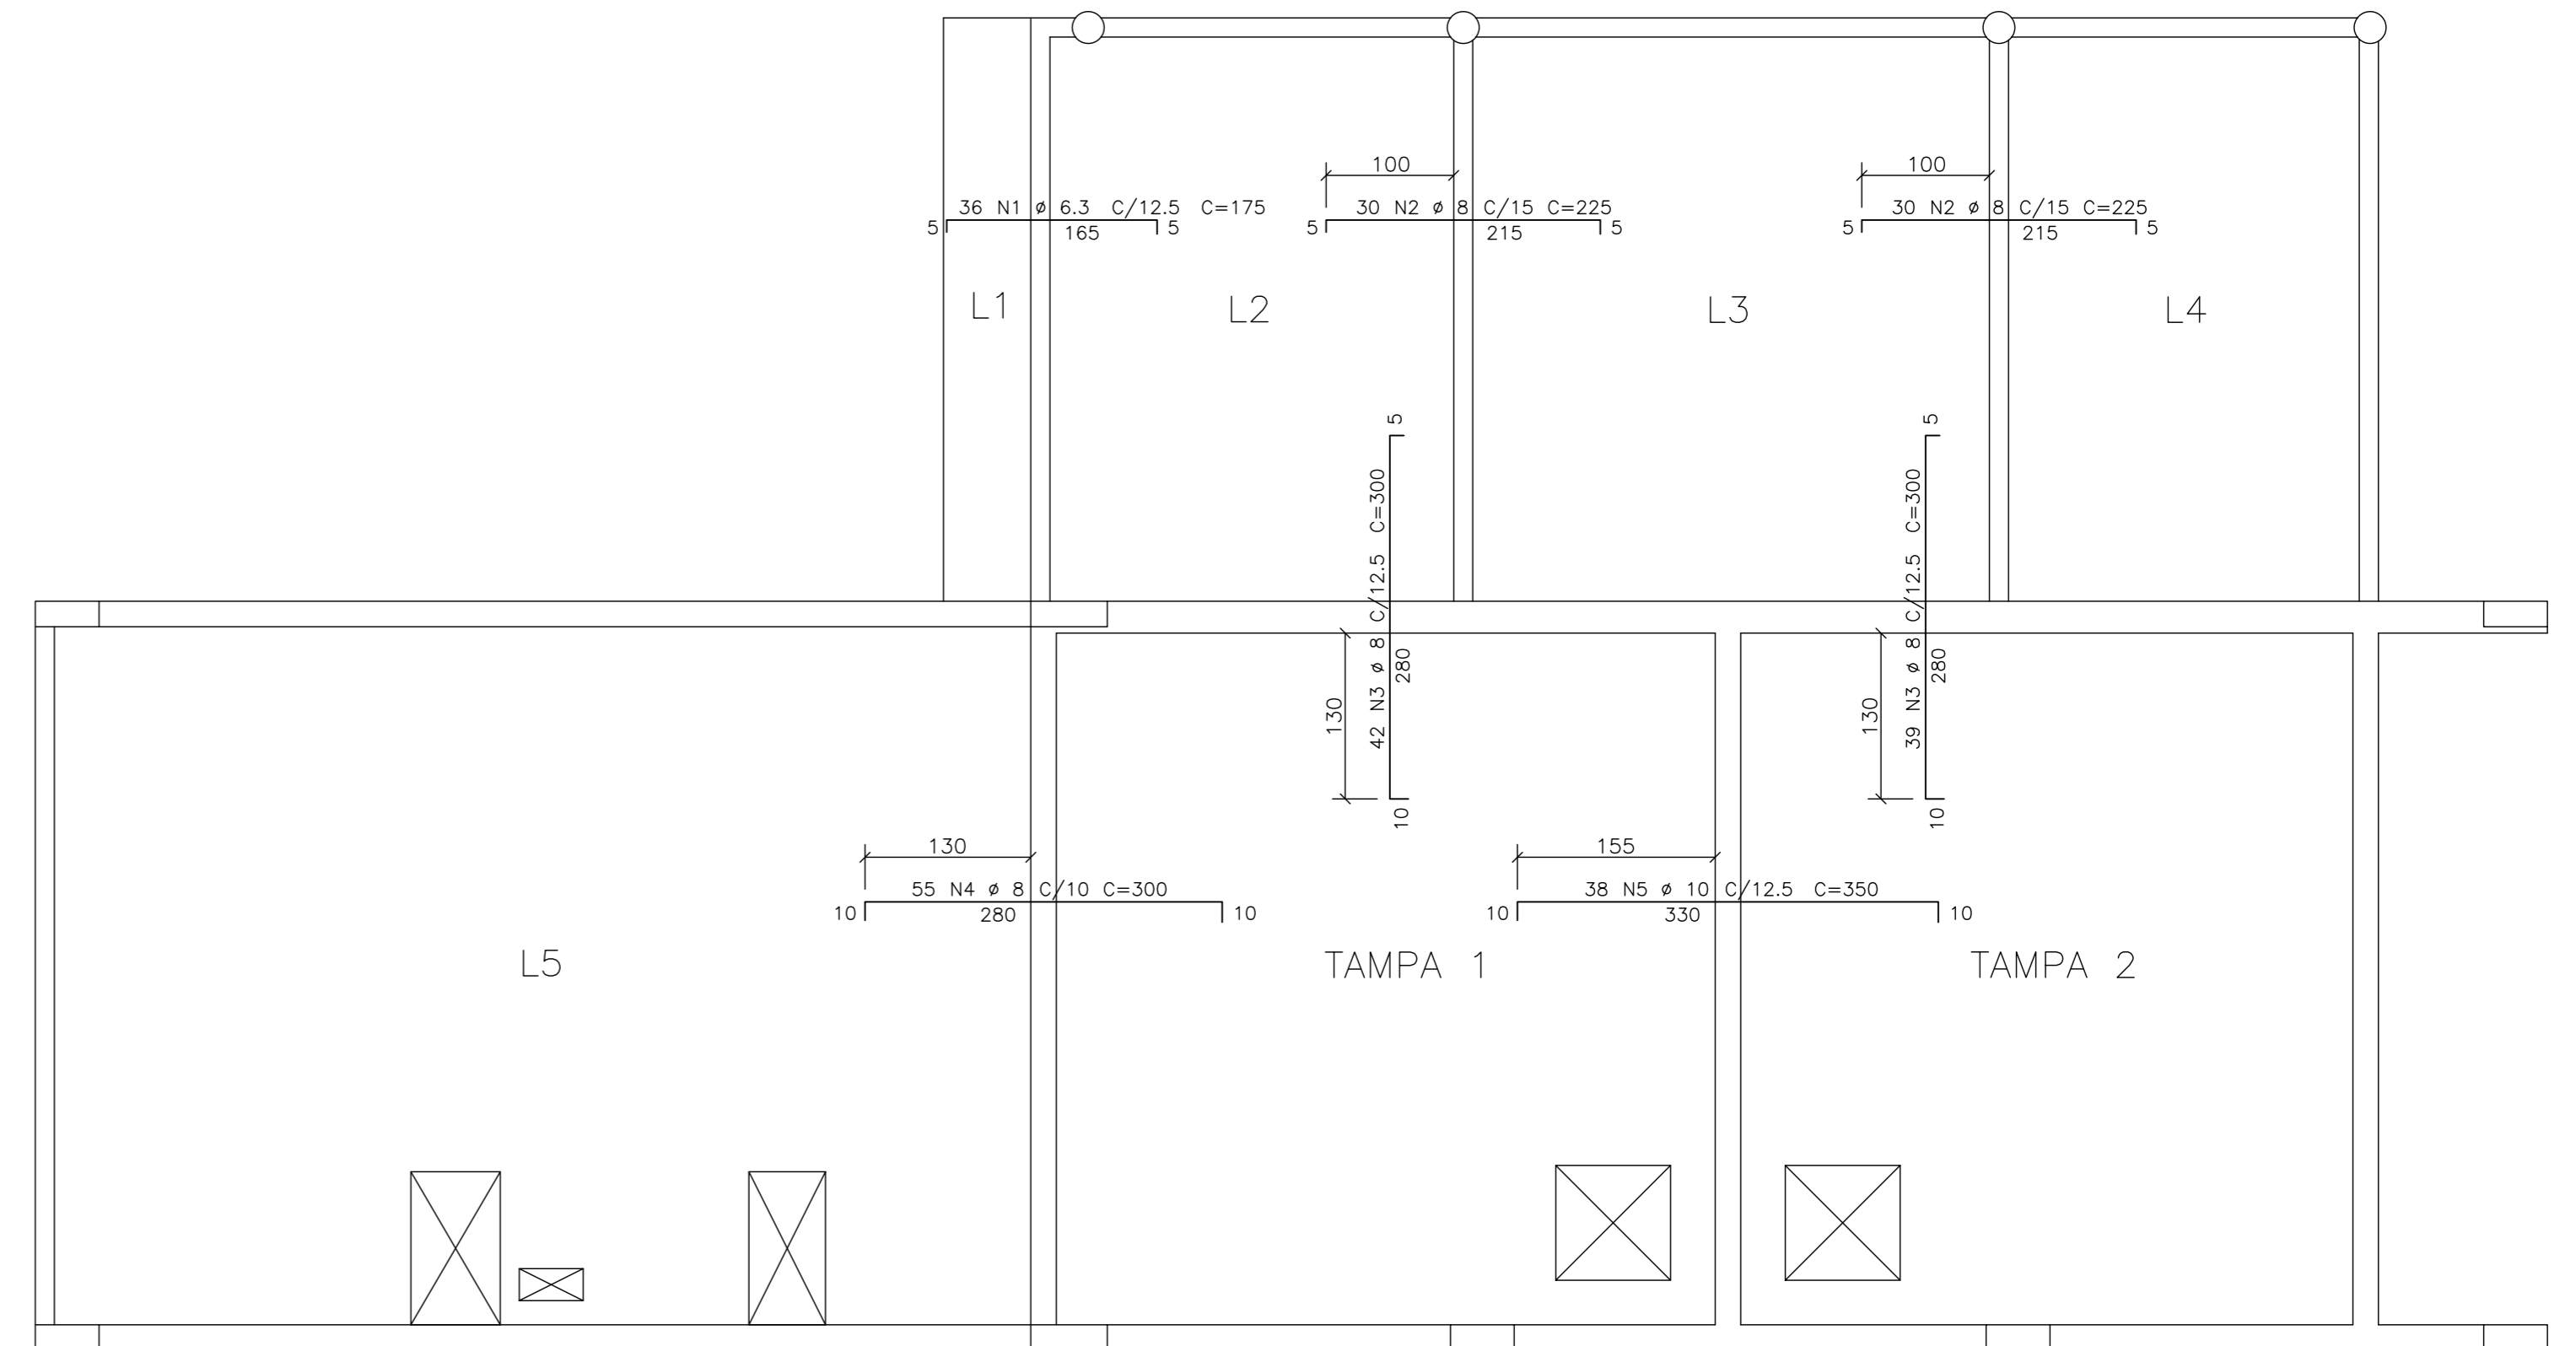 100
100
36 N1 ø 6.3 C/12.5 C=175
30 N2 ø 8 C/15 C=225
30 N2 ø 8 C/15 C=225
5 165 5
5 215 5
5 215 5
L1
L2
L3
L4
5
42 N3 ø 8 C/12.5 C=300
280
130
10
5
39 N3 ø 8 C/12.5 C=300
280
130
10
130
55 N4 ø 8 C/10 C=300
10 280 10
155
38 N5 ø 10 C/12.5 C=350
10 330 10
L5
TAMPA 1
TAMPA 2